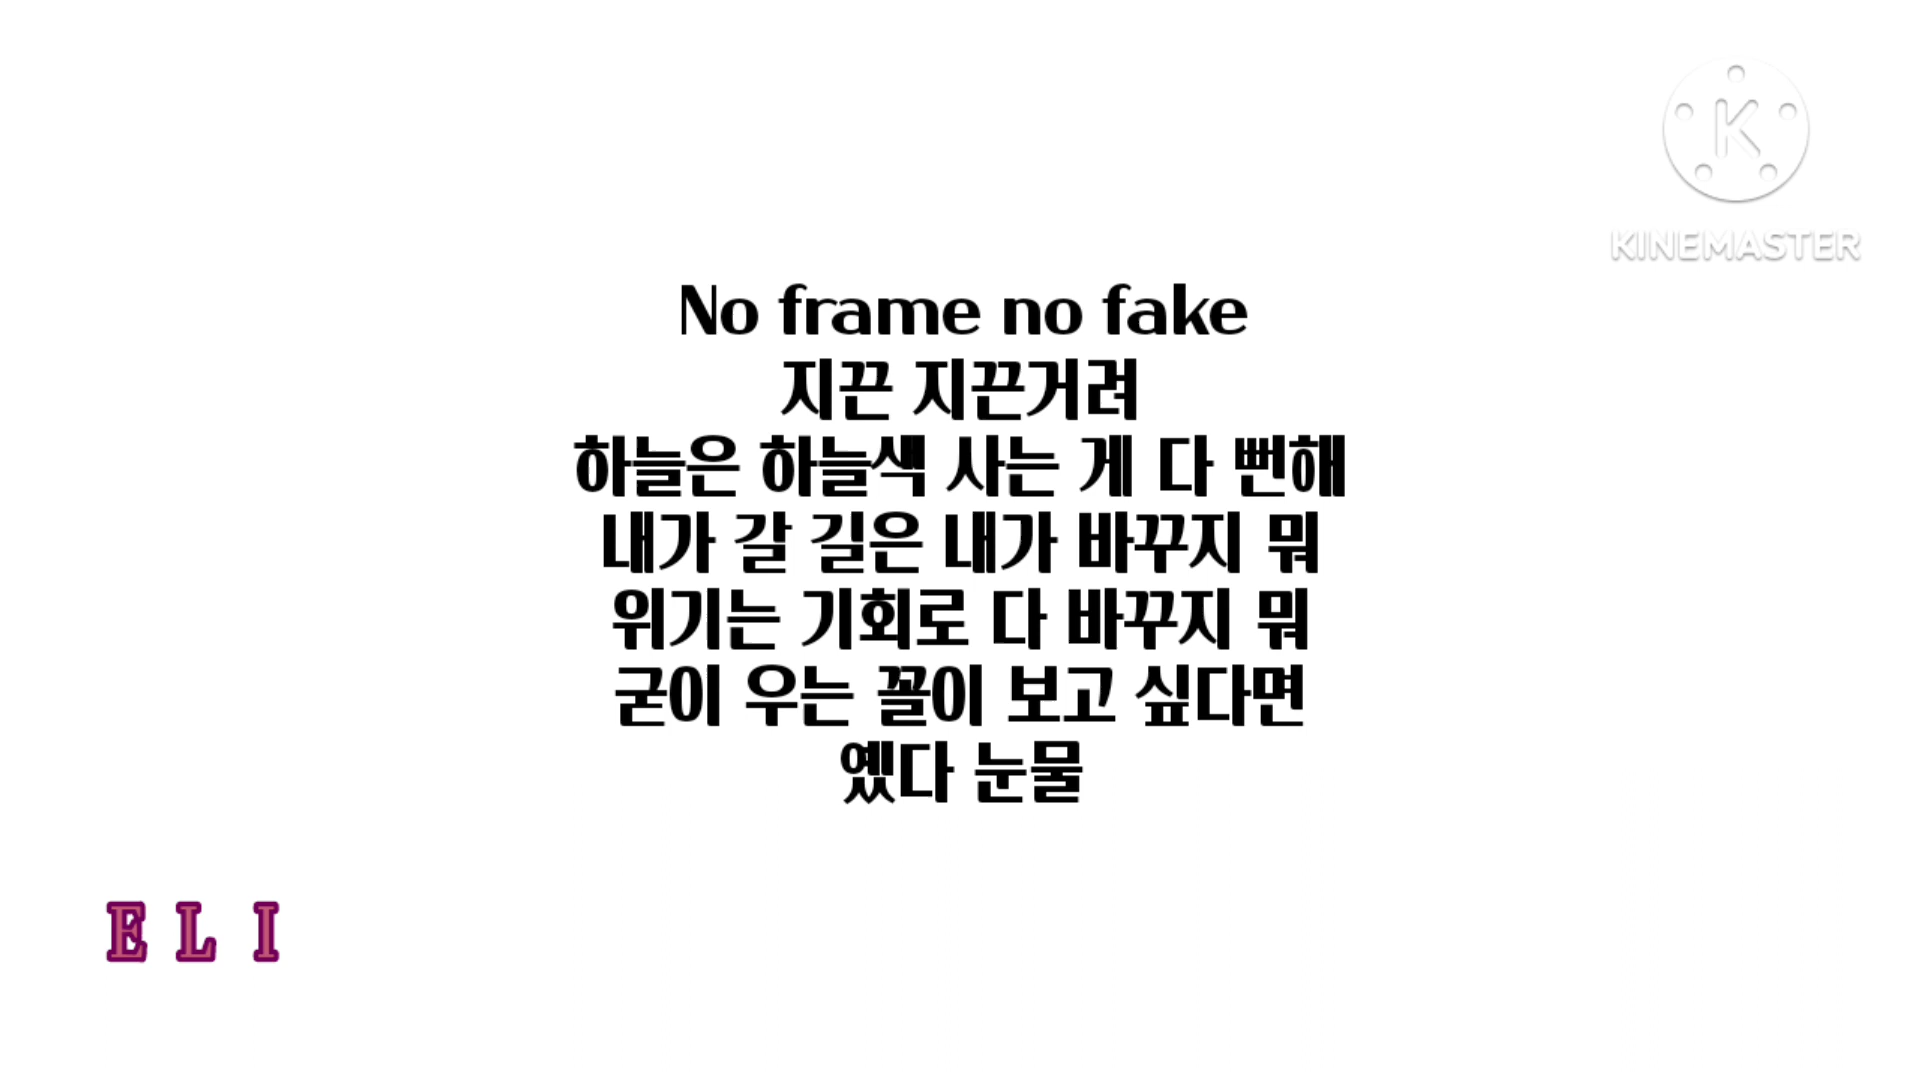 KINEMASTER
No frame no fake
지끈 지끈거려
하늘은 하늘색 사는 게 다 뻔해
내가 갈 길은 내가 바꾸지 뭐
위기는 기회로 다 바꾸지 뭐
굳이 우는 꼴이 보고 싶다면
옜다 눈물
E L I